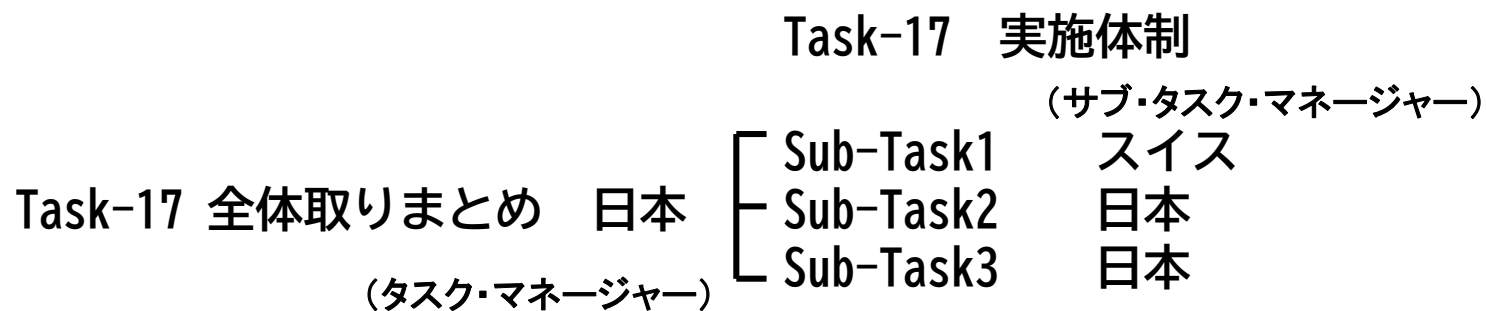 Task-17　実施体制
（サブ・タスク・マネージャー）
Sub-Task1　スイス
Task-17 全体取りまとめ　日本　Sub-Task2　日本
Sub-Task3　日本
（タスク・マネージャー）